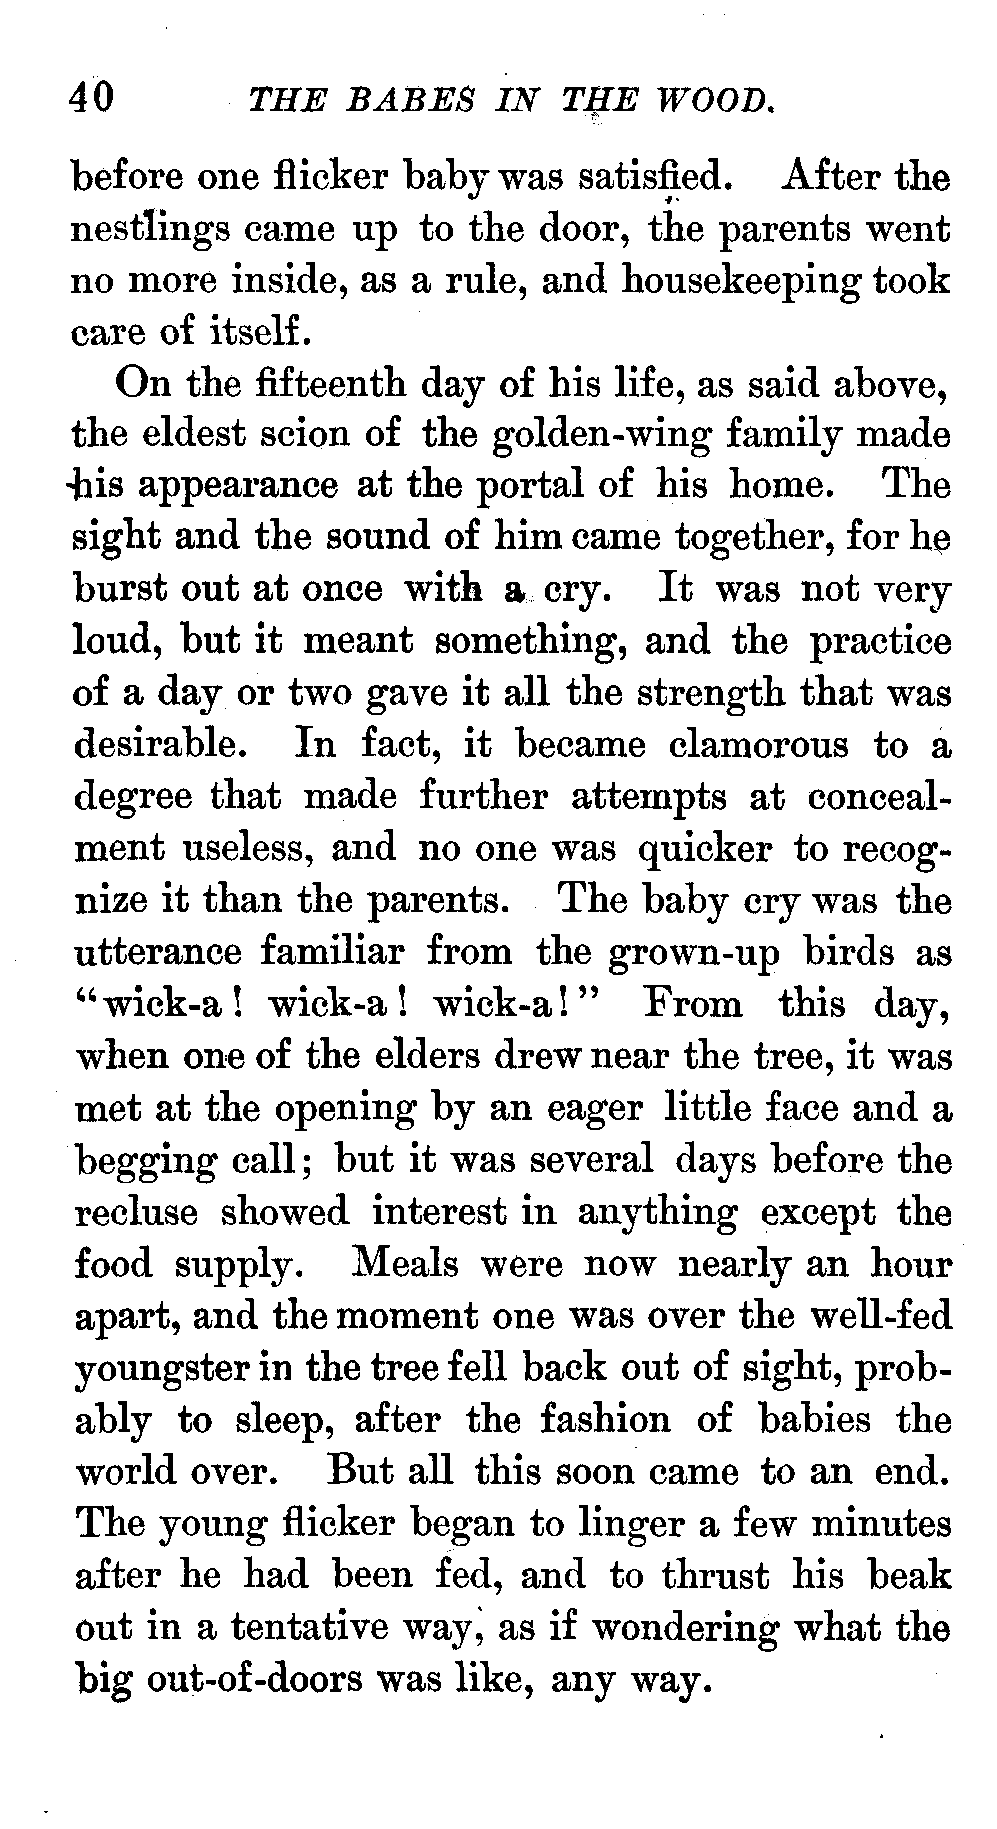 40 THE BABES IN THE WOOD.
before one flicker baby was satisfied. After the
nestlings came up to the door, the parents went
no more inside, as a rule, and housekeeping took
care of itself.
On the fifteenth day of his life, as said above,
the eldest scion of the golden-wing family made
his appearance at the portal of his home. The
sight and the sound of him came together, for he
burst out at once with a cry. It was not very
loud, but it meant something, and the practice
of a day or two gave it all the strength that was
desirable. In fact, it became clamorous to a
degree that made further attempts at conceal-
ment useless, and no one was quicker to recog-
nize it than the parents. The baby cry was the
utterance familiar from the grown-up birds as
“wick-a! wick-a! wick-a!” From this day,
when one of the elders drew near the tree, it was
met at the opening by an eager little face and a
begging call; but it was several days before the
recluse showed interest in anything except the
food supply. Meals were now nearly an hour
apart, and the moment one was over the well-fed
youngster in the tree fell back out of sight, prob-
ably to sleep, after the fashion of babies the
world over. But all this soon came to an end.
The young flicker began to linger a few minutes
after he had been fed, and to thrust his beak
out in a tentative way, as if wondering what the
big out-of-doors was like, any way.